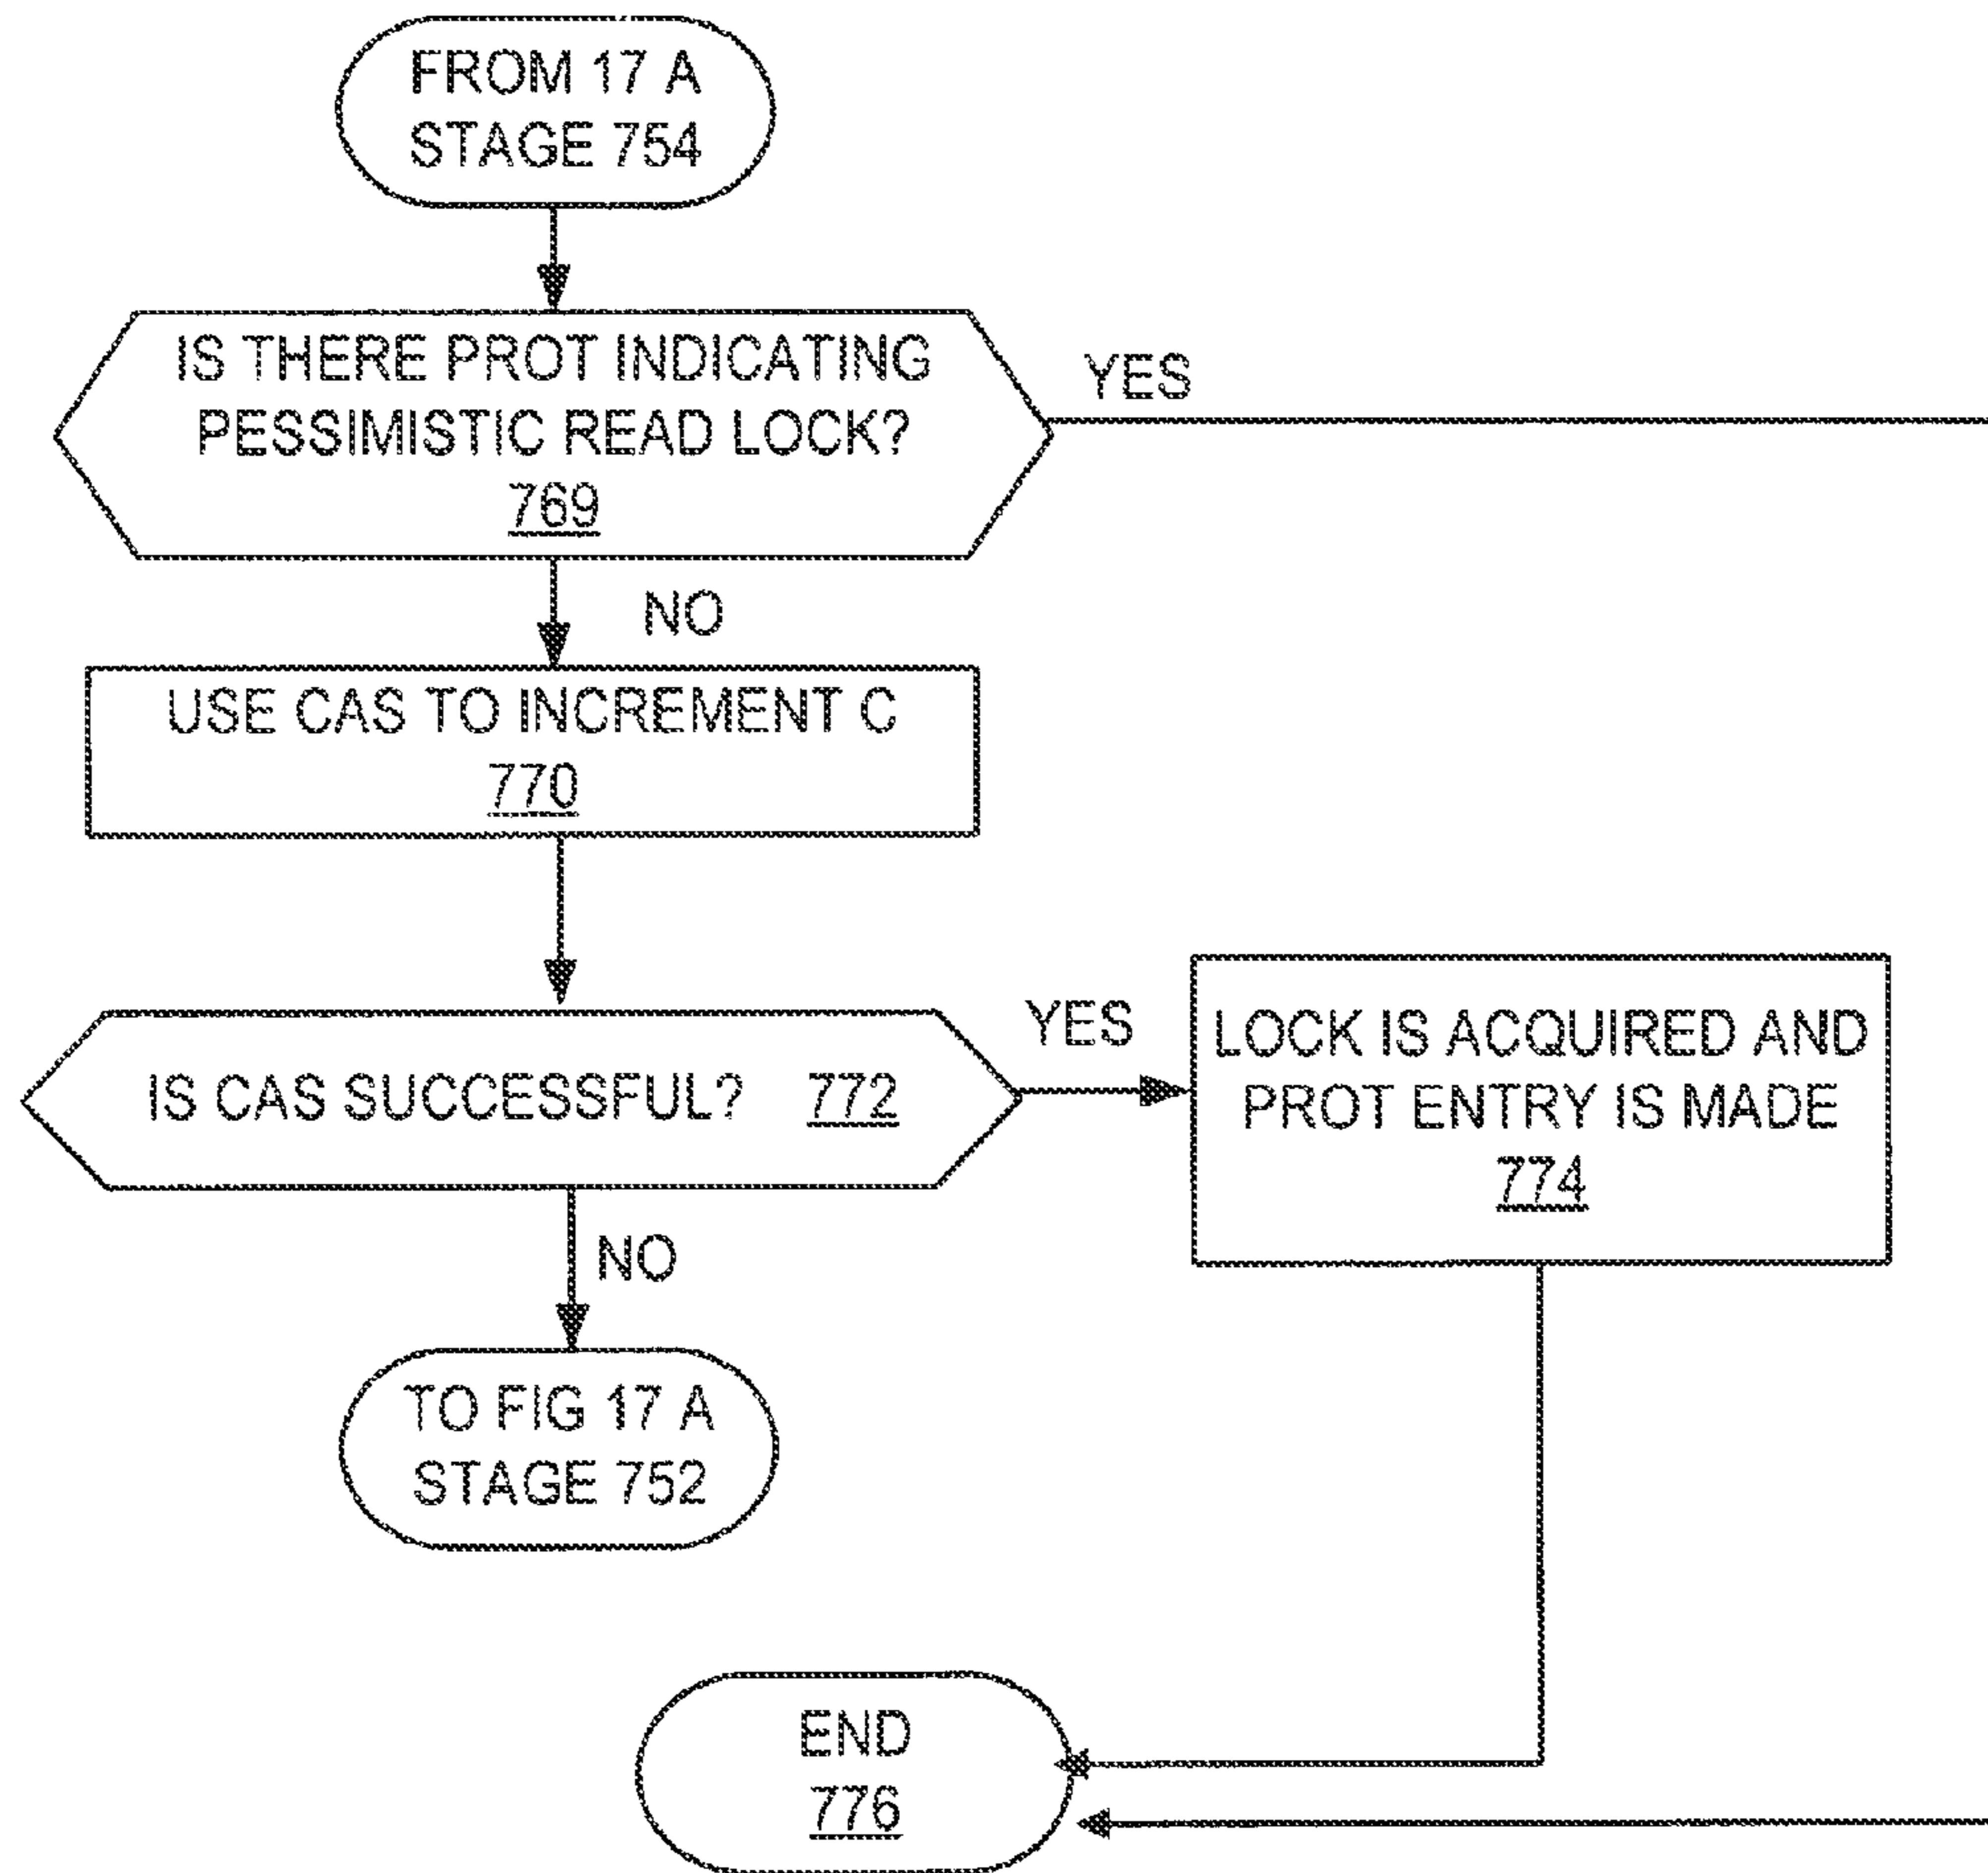 FROM 17 A
STAGE 754
IS THERE PROT INDICATING
PESSIMISTIC READ LOCK?
769
YES
NO
USE CAS TO INCREMENT C
770
IS CAS SUCCESSFUL? 772
YES
LOCK IS ACQUIRED AND
PROT ENTRY IS MADE
774
NO
TO FIG 17 A
STAGE 752
END
776